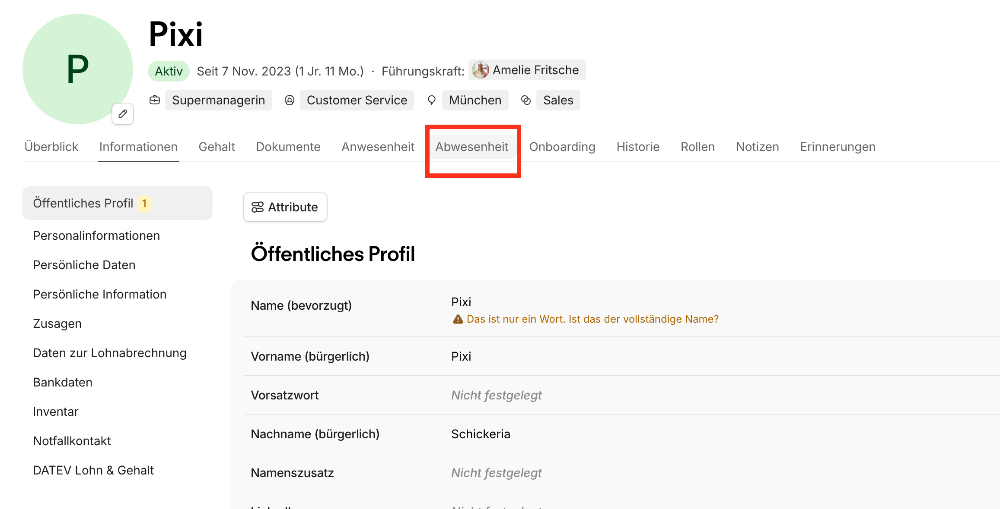 P
Pixi
Aktiv Seit 7 Nov. 2023 (1 Jr. 11 Mo.) · Führungskraft: Amelie Fritsche
Supermanagerin Customer Service München Sales
Überblick Informationen Gehalt Dokumente Anwesenheit Abwesenheit Onboarding Historie Rollen Notizen Erinnerungen
Öffentliches Profil 1
Personalinformationen
Persönliche Daten
Persönliche Information
Zusagen
Daten zur Lohnabrechnung
Bankdaten
Inventar
Notfallkontakt
DATEV Lohn & Gehalt
Attribute
Öffentliches Profil
Name (bevorzugt) Pixi
Das ist nur ein Wort. Ist das der vollständige Name?
Vorname (bürgerlich) Pixi
Vorsatzwort Nicht festgelegt
Nachname (bürgerlich) Schickeria
Namenszusatz Nicht festgelegt